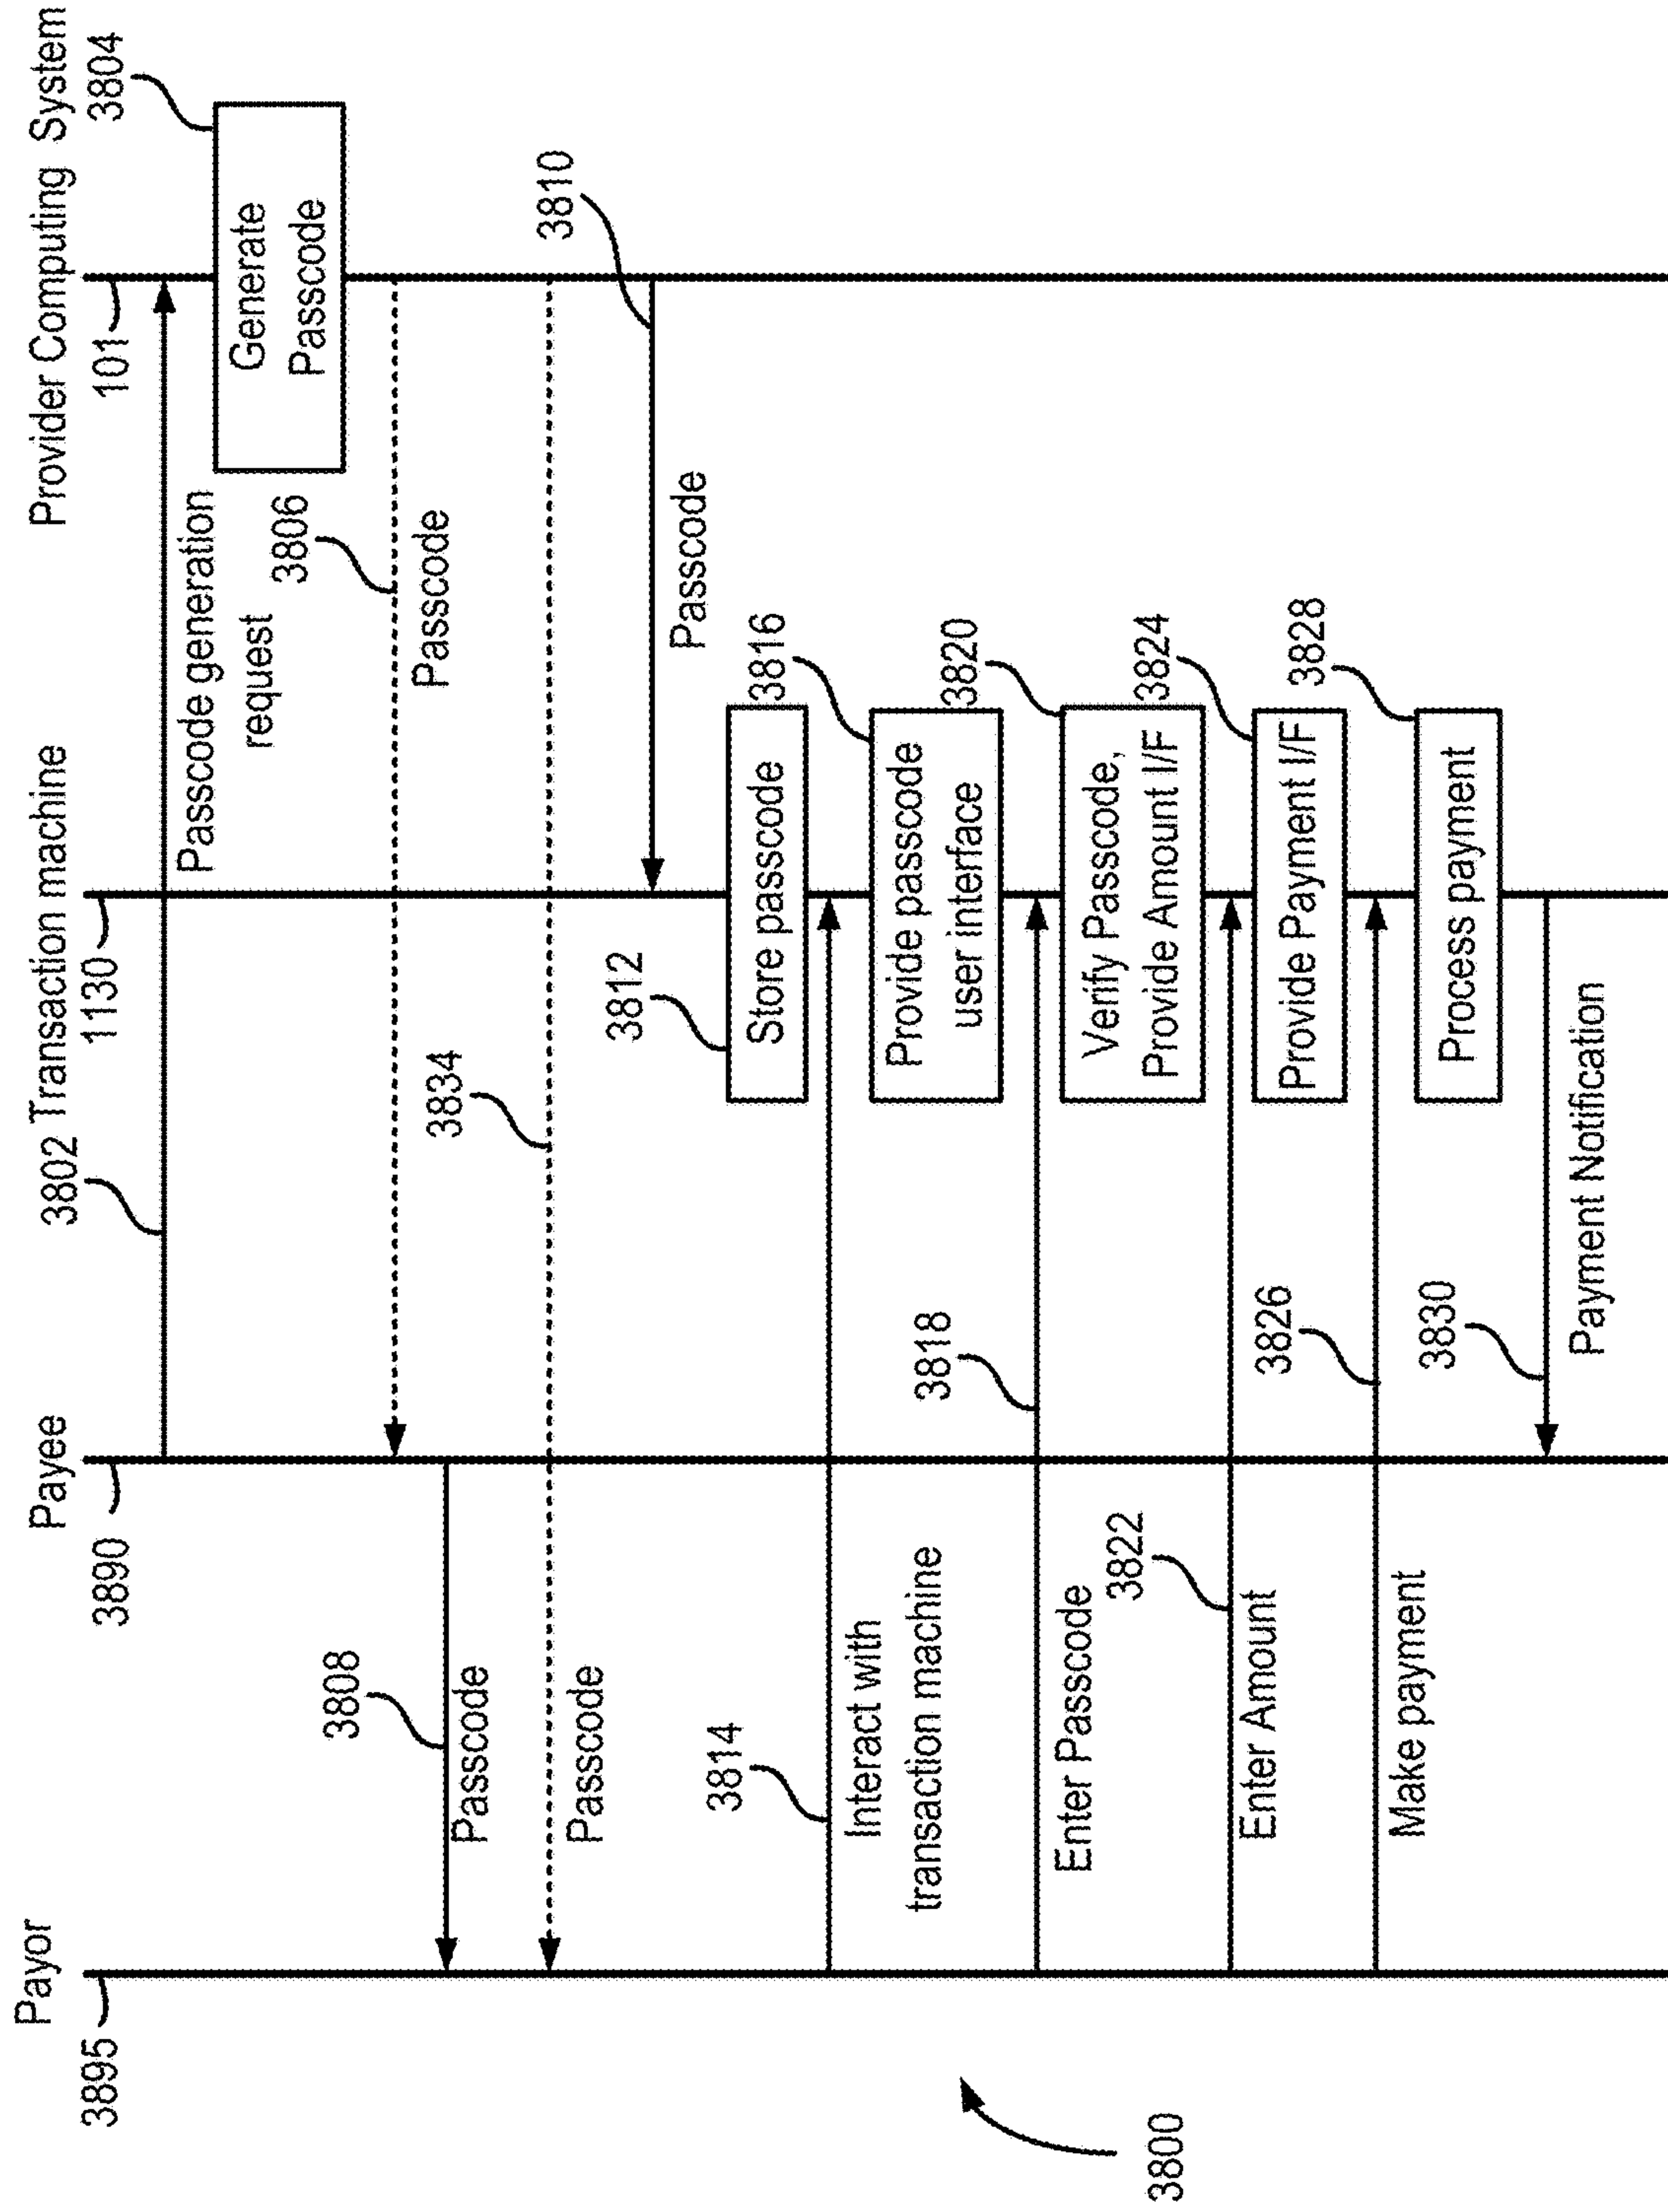 Payor
Payee
Transaction machine
Provider Computing System
3895
3890
1130
101
3802
Passcode generation
request
3804
Generate
Passcode
3806
Passcode
3808
Passcode
3834
Passcode
3810
Passcode
3812
Store passcode
3814
Interact with
transaction machine
3816
Provide passcode
user interface
3818
Enter Passcode
3820
Verify Passcode,
Provide Amount I/F
3822
Enter Amount
3824
Provide Payment I/F
3826
Make payment
3828
Process payment
3830
Payment Notification
3800